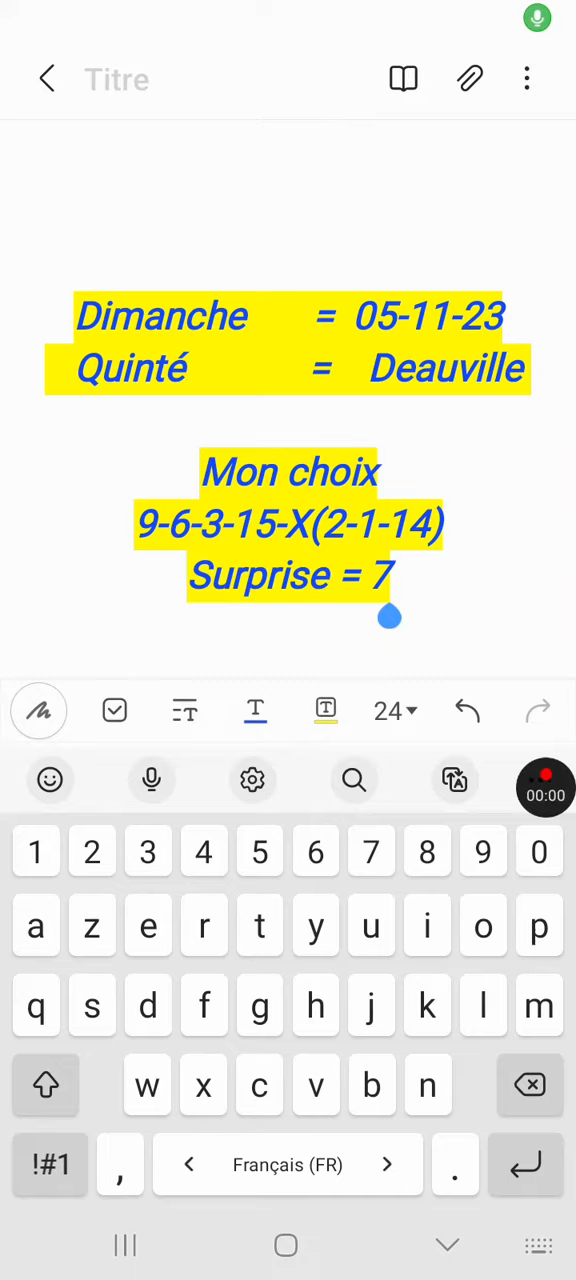 Titre
Dimanche = 05-11-23
Quinté = Deauville
Mon choix
9-6-3-15-X(2-1-14)
Surprise = 7
T T T 24
A 00:00
1 2 3 4 5 6 7 8 9 0
a z e r t y u i o p
q s d f g h j k l m
w x c v b n
!#1 , < Français (FR) > .